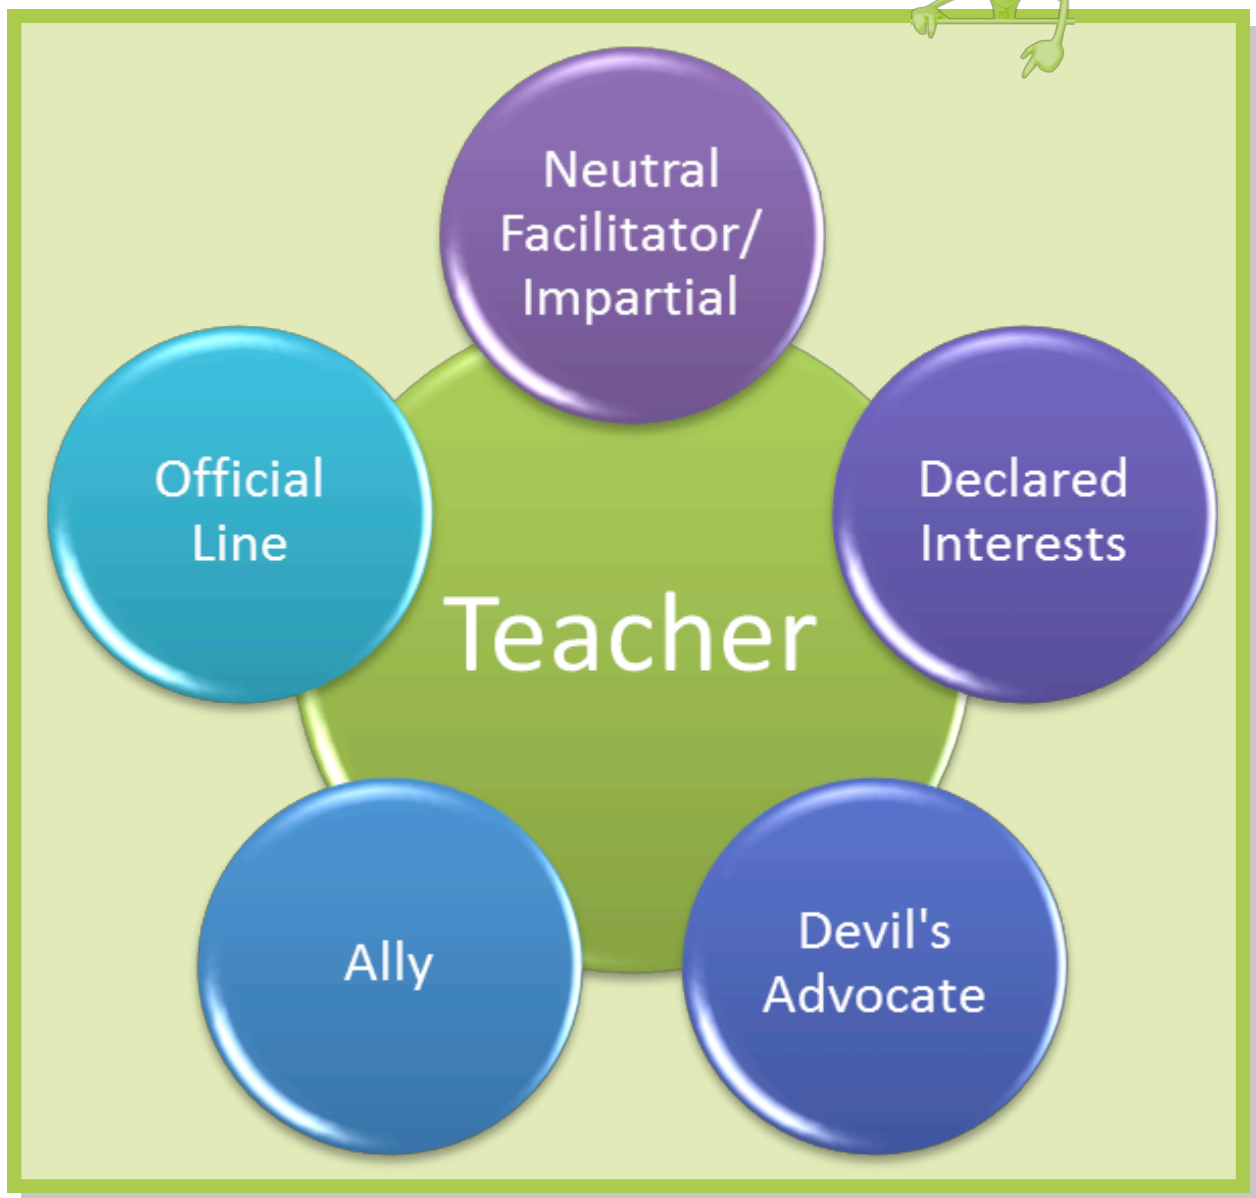 Neutral
Facilitator/
Impartial
Official
Line
Declared
Interests
Teacher
Ally
Devil's
Advocate